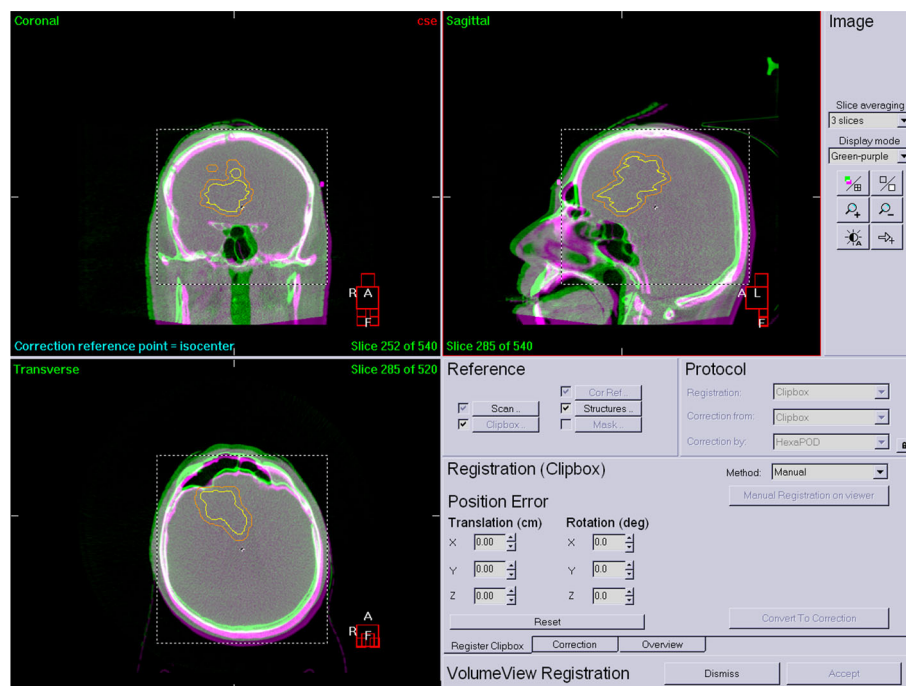 Coronal
cse
Sagittal
Image
Slice averaging
3 slices
Display mode
Green-purple
R A
F
A L
F
Correction reference point = isocenter
Slice 252 of 540
Slice 285 of 540
Transverse
Slice 285 of 520
A
R F
Reference
Scan ..
Clipbox ..
Cor Ref ..
Structures ..
Mask ..
Protocol
Registration: Clipbox
Correction from: Clipbox
Correction by: HexaPOD
Registration (Clipbox)
Method: Manual
Manual Registration on viewer
Position Error
Translation (cm) Rotation (deg)
X 0.00 X 0.0
Y 0.00 Y 0.0
Z 0.00 Z 0.0
Reset
Convert To Correction
Register Clipbox Correction Overview
VolumeView Registration Dismiss Accept